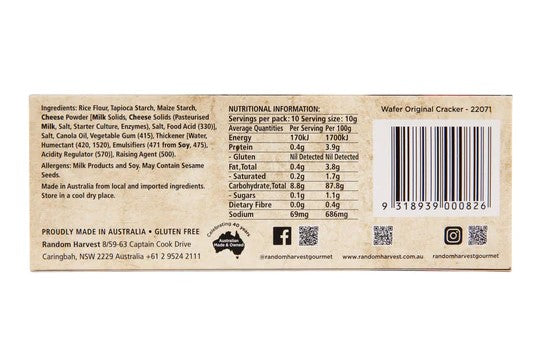 Ingredients: Rice Flour, Tapioca Starch, Maize Starch,
Cheese Powder [Milk Solids, Cheese Solids (Pasteurised
Milk, Salt, Starter Culture, Enzymes), Salt, Food Acid (330)],
Salt, Canola Oil, Vegetable Gum (415), Thickener [Water,
Humectant (420, 1520), Emulsifiers (471 from Soy, 475),
Acidity Regulator (570)], Raising Agent (500).
Allergens: Milk Products and Soy. May Contain Sesame
Seeds.
Made in Australia from local and imported ingredients.
Store in a cool dry place.
PROUDLY MADE IN AUSTRALIA • GLUTEN FREE
Random Harvest 8/59-63 Captain Cook Drive
Caringbah, NSW 2229 Australia +61 2 9524 2111
NUTRITIONAL INFORMATION:
Servings per pack: 10 Serving size: 10g
Average Quantities Per Serving Per 100g
Energy 170kJ 1700kJ
Protein 0.4g 3.9g
- Gluten Nil Detected Nil Detected
Fat,Total 0.4g 3.8g
- Saturated 0.2g 1.7g
Carbohydrate,Total 8.8g 87.8g
- Sugars 0.1g 1.1g
Dietary Fibre 0.0g 0.4g
Sodium 69mg 686mg
Wafer Original Cracker - 22071
9 318939 000826
Celebrating 40 years
Australian
Made & Owned
@randomharvestgourmet
www.randomharvest.com.au
randomharvestgourmet